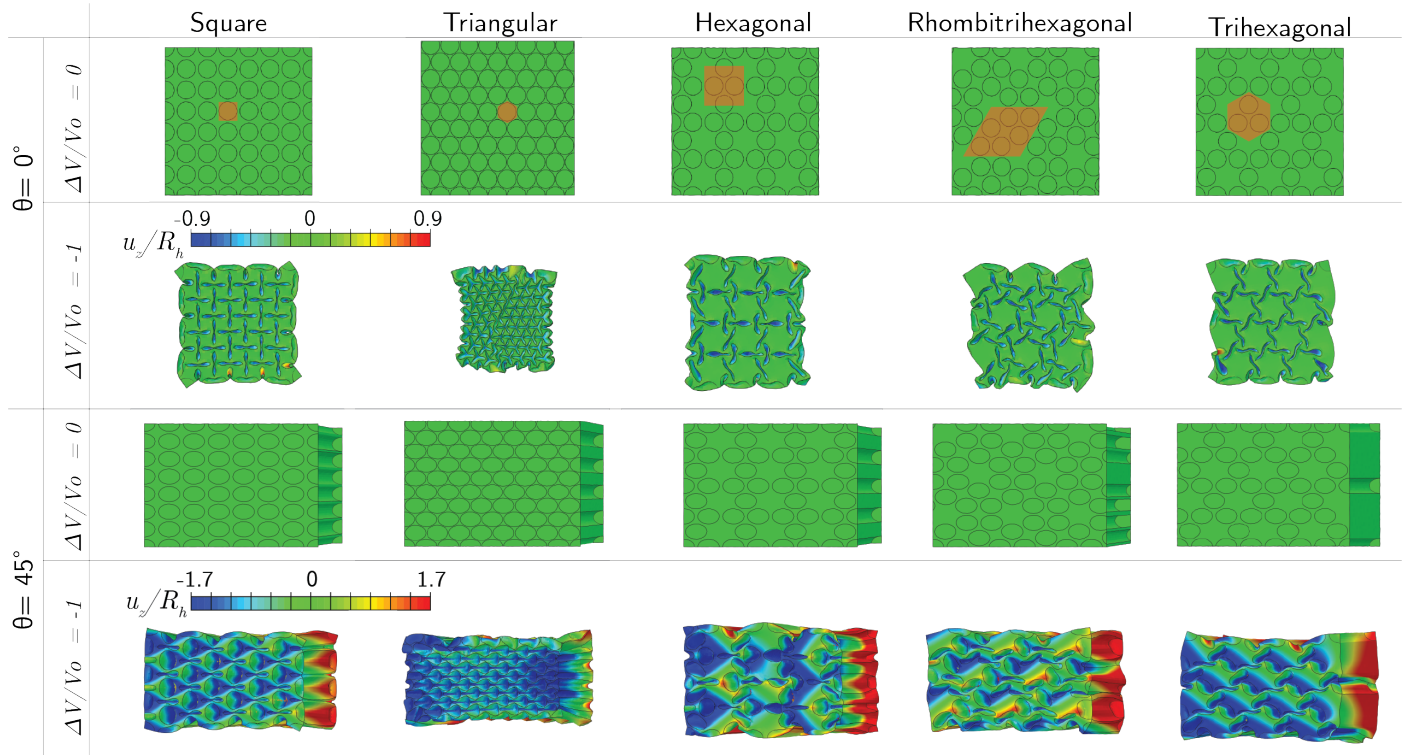 Square Triangular Hexagonal Rhombitrihexagonal Trihexagonal
θ= 0°
ΔV/Vo = 0
ΔV/Vo = -1
-0.9 0 0.9
u_z/R_h
θ= 45°
ΔV/Vo = 0
ΔV/Vo = -1
-1.7 0 1.7
u_z/R_h